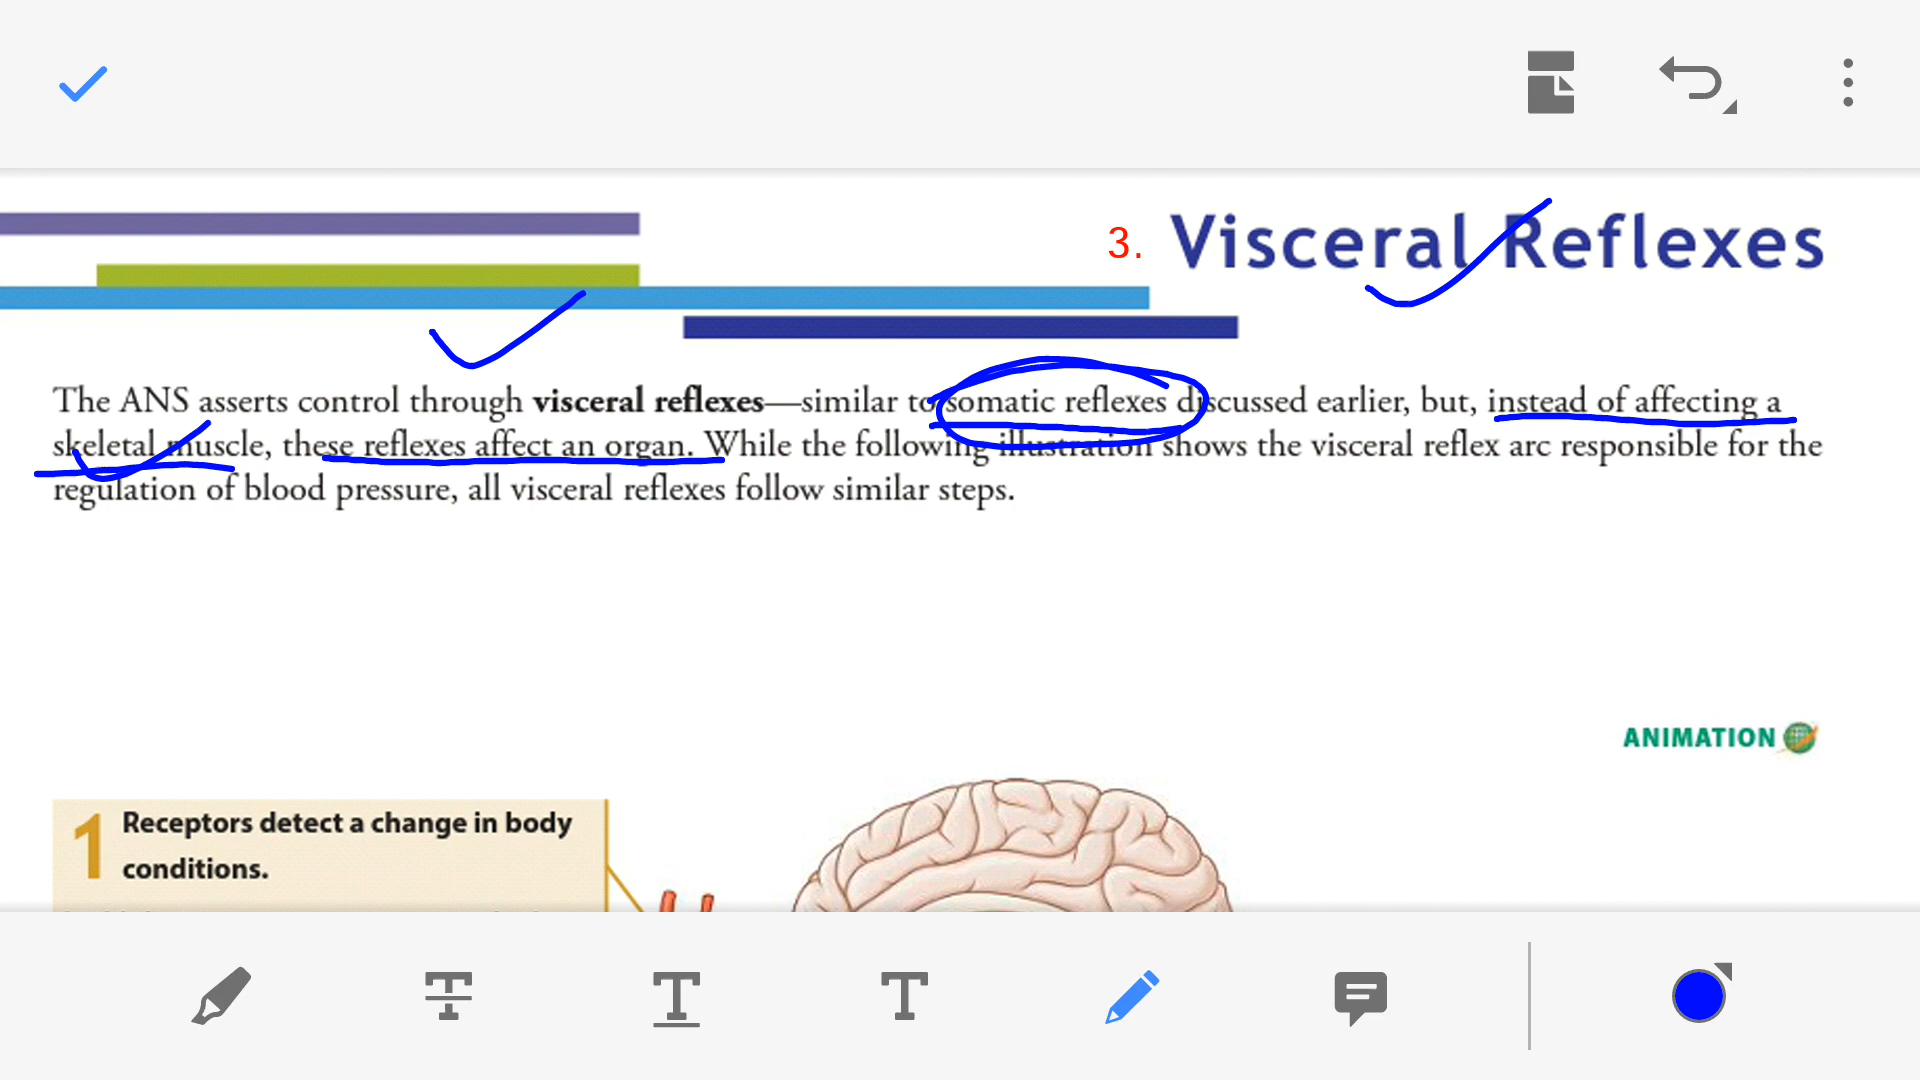 3. Visceral Reflexes
The ANS asserts control through visceral reflexes—similar to somatic reflexes discussed earlier, but, instead of affecting a
skeletal muscle, these reflexes affect an organ. While the following illustration shows the visceral reflex arc responsible for the
regulation of blood pressure, all visceral reflexes follow similar steps.
ANIMATION
1 Receptors detect a change in body
conditions.